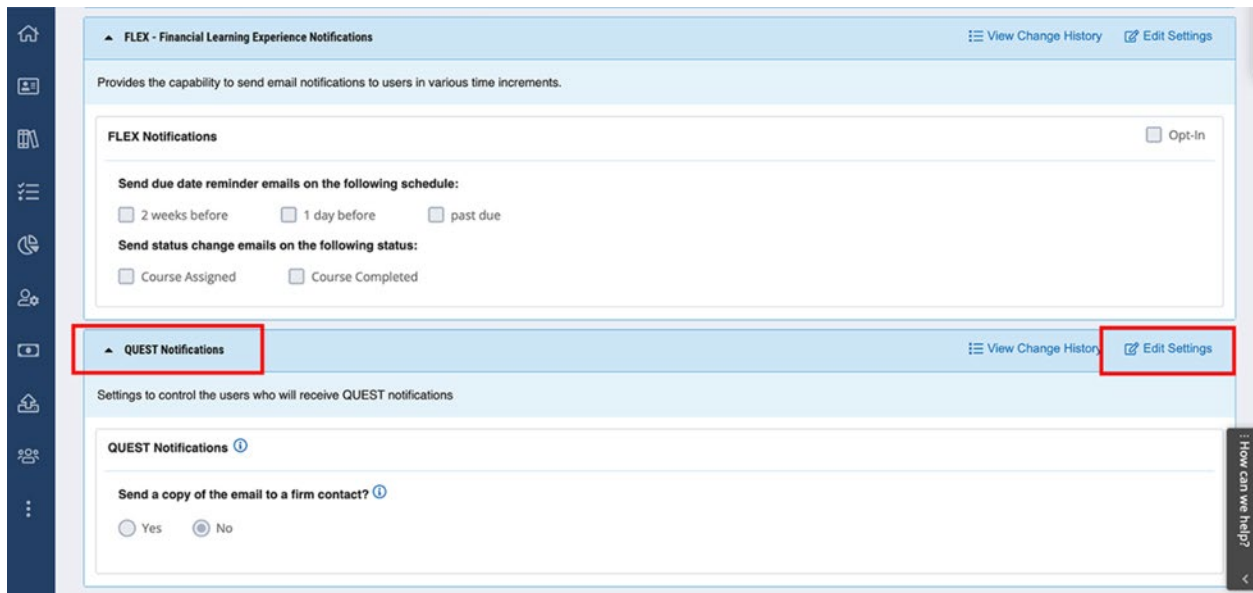 FLEX - Financial Learning Experience Notifications View Change History Edit Settings
Provides the capability to send email notifications to users in various time increments.
FLEX Notifications Opt-In
Send due date reminder emails on the following schedule:
2 weeks before 1 day before past due
Send status change emails on the following status:
Course Assigned Course Completed
QUEST Notifications View Change History Edit Settings
Settings to control the users who will receive QUEST notifications
QUEST Notifications
Send a copy of the email to a firm contact?
Yes No
How can we help?